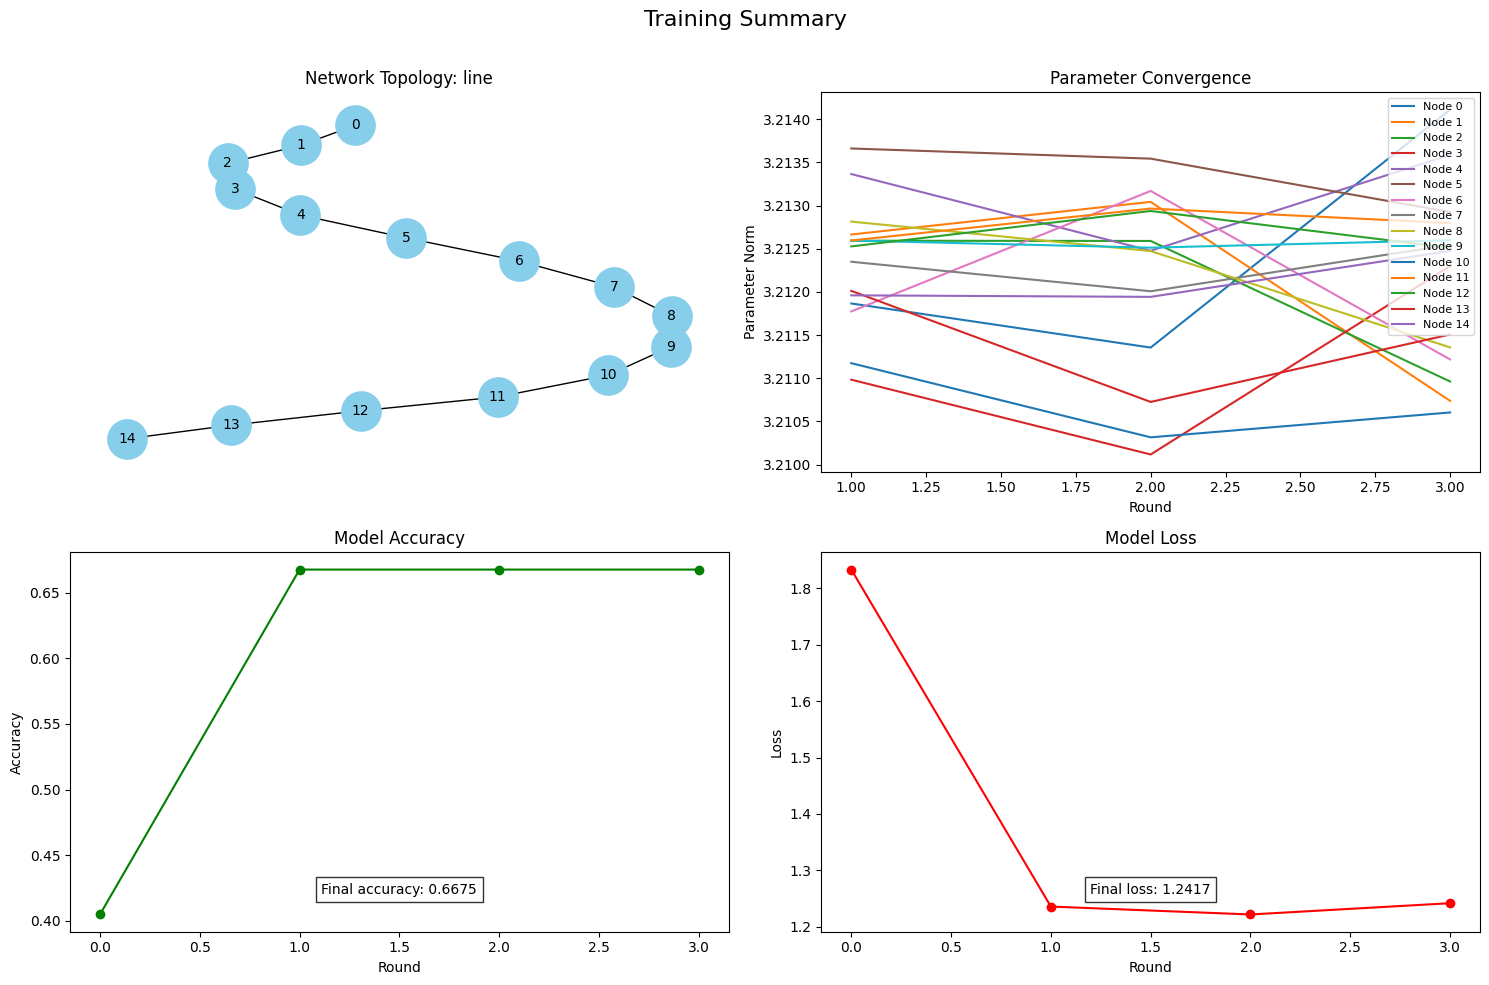 Training Summary
Network Topology: line
0
1
2
3
4
5
6
7
8
9
10
11
12
13
14
Parameter Convergence
Parameter Norm
3.2140
3.2135
3.2130
3.2125
3.2120
3.2115
3.2110
3.2105
3.2100
1.00 1.25 1.50 1.75 2.00 2.25 2.50 2.75 3.00
Round
Node 0
Node 1
Node 2
Node 3
Node 4
Node 5
Node 6
Node 7
Node 8
Node 9
Node 10
Node 11
Node 12
Node 13
Node 14
Model Accuracy
Accuracy
0.65
0.60
0.55
0.50
0.45
0.40
Final accuracy: 0.6675
0.0 0.5 1.0 1.5 2.0 2.5 3.0
Round
Model Loss
Loss
1.8
1.7
1.6
1.5
1.4
1.3
1.2
Final loss: 1.2417
0.0 0.5 1.0 1.5 2.0 2.5 3.0
Round